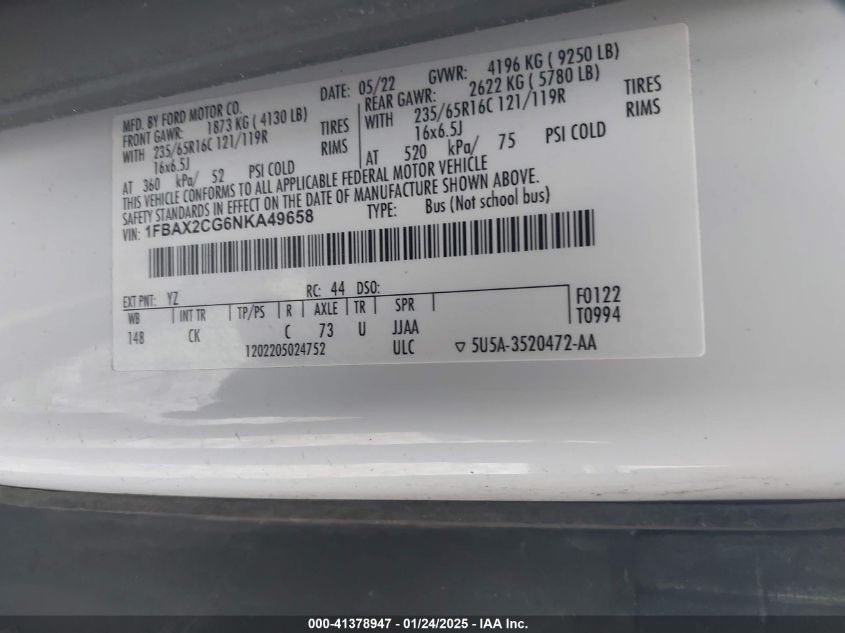 MFD. BY FORD MOTOR CO. DATE: 05/22 GVWR: 4196 KG ( 9250 LB)
FRONT GAWR: 1873 KG ( 4130 LB) REAR GAWR: 2622 KG ( 5780 LB)
WITH 235/65R16C 121/119R TIRES WITH 235/65R16C 121/119R TIRES
16x6.5J RIMS 16x6.5J RIMS
AT 360 kPa/ 52 PSI COLD AT 520 kPa/ 75 PSI COLD
THIS VEHICLE CONFORMS TO ALL APPLICABLE FEDERAL MOTOR VEHICLE
SAFETY STANDARDS IN EFFECT ON THE DATE OF MANUFACTURE SHOWN ABOVE.
VIN: 1FBAX2CG6NKA49658 TYPE: Bus (Not school bus)
EXT PNT: YZ RC: 44 DSO:
WB INT TR TP/PS R AXLE TR SPR F0122
148 CK C 73 U JJAA T0994
1202205024752 ULC ▽ 5U5A-3520472-AA
000-41378947 - 01/24/2025 - IAA Inc.